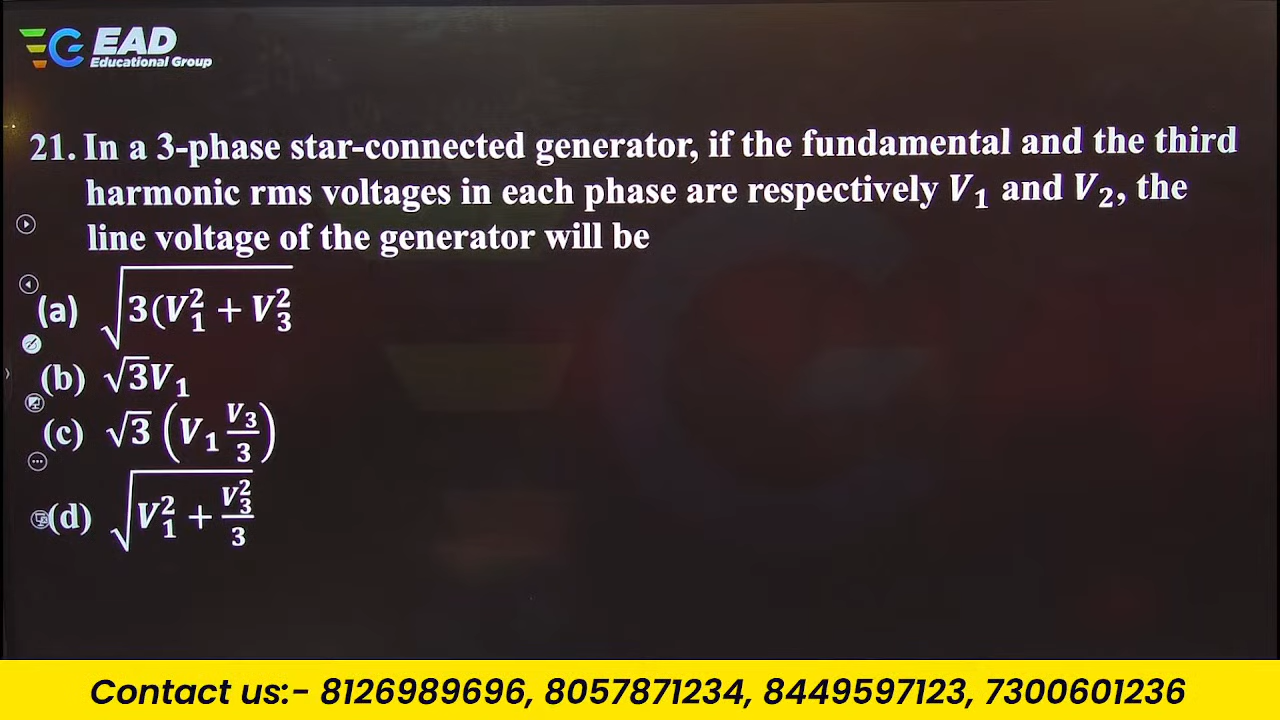 EAD
Educational Group
21. In a 3-phase star-connected generator, if the fundamental and the third
harmonic rms voltages in each phase are respectively V₁ and V₂, the
line voltage of the generator will be
(a) √(3(V₁² + V₃²
(b) √3V₁
(c) √3 (V₁ V₃/3)
(d) √(V₁² + V₃²/3)
Contact us:- 8126989696, 8057871234, 8449597123, 7300601236